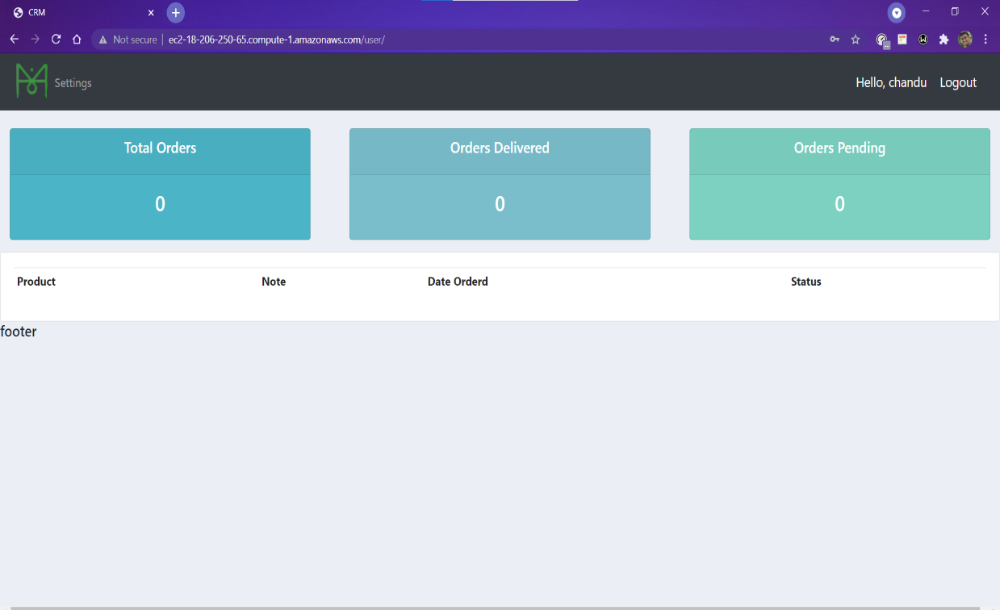 CRM
Not secure | ec2-18-206-250-65.compute-1.amazonaws.com/user/
Settings
Hello, chandu Logout
Total Orders Orders Delivered Orders Pending
0 0 0
Product Note Date Orderd Status
footer